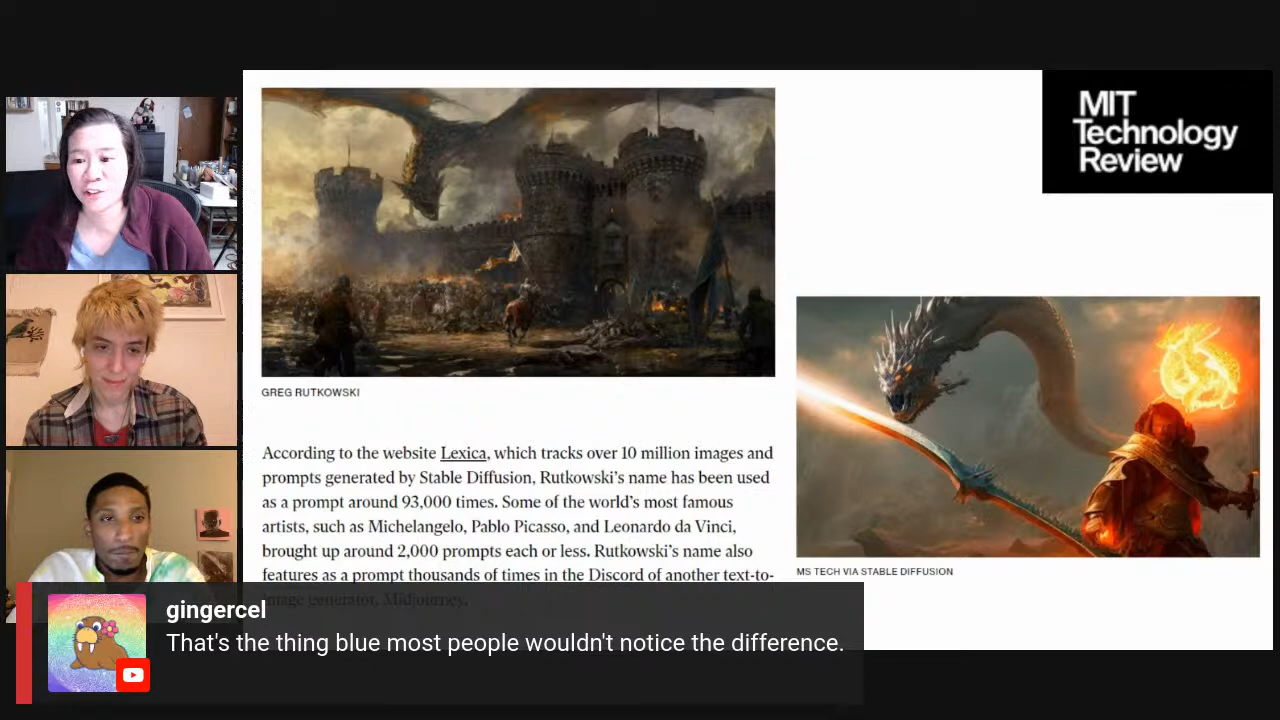 MIT
Technology
Review
GREG RUTKOWSKI
According to the website Lexica, which tracks over 10 million images and
prompts generated by Stable Diffusion, Rutkowski's name has been used
as a prompt around 93,000 times. Some of the world's most famous
artists, such as Michelangelo, Pablo Picasso, and Leonardo da Vinci,
brought up around 2,000 prompts each or less. Rutkowski's name also
features as a prompt thousands of times in the Discord of another text-to-
image generator, Midjourney.
MS TECH VIA STABLE DIFFUSION
gingercel
That's the thing blue most people wouldn't notice the difference.